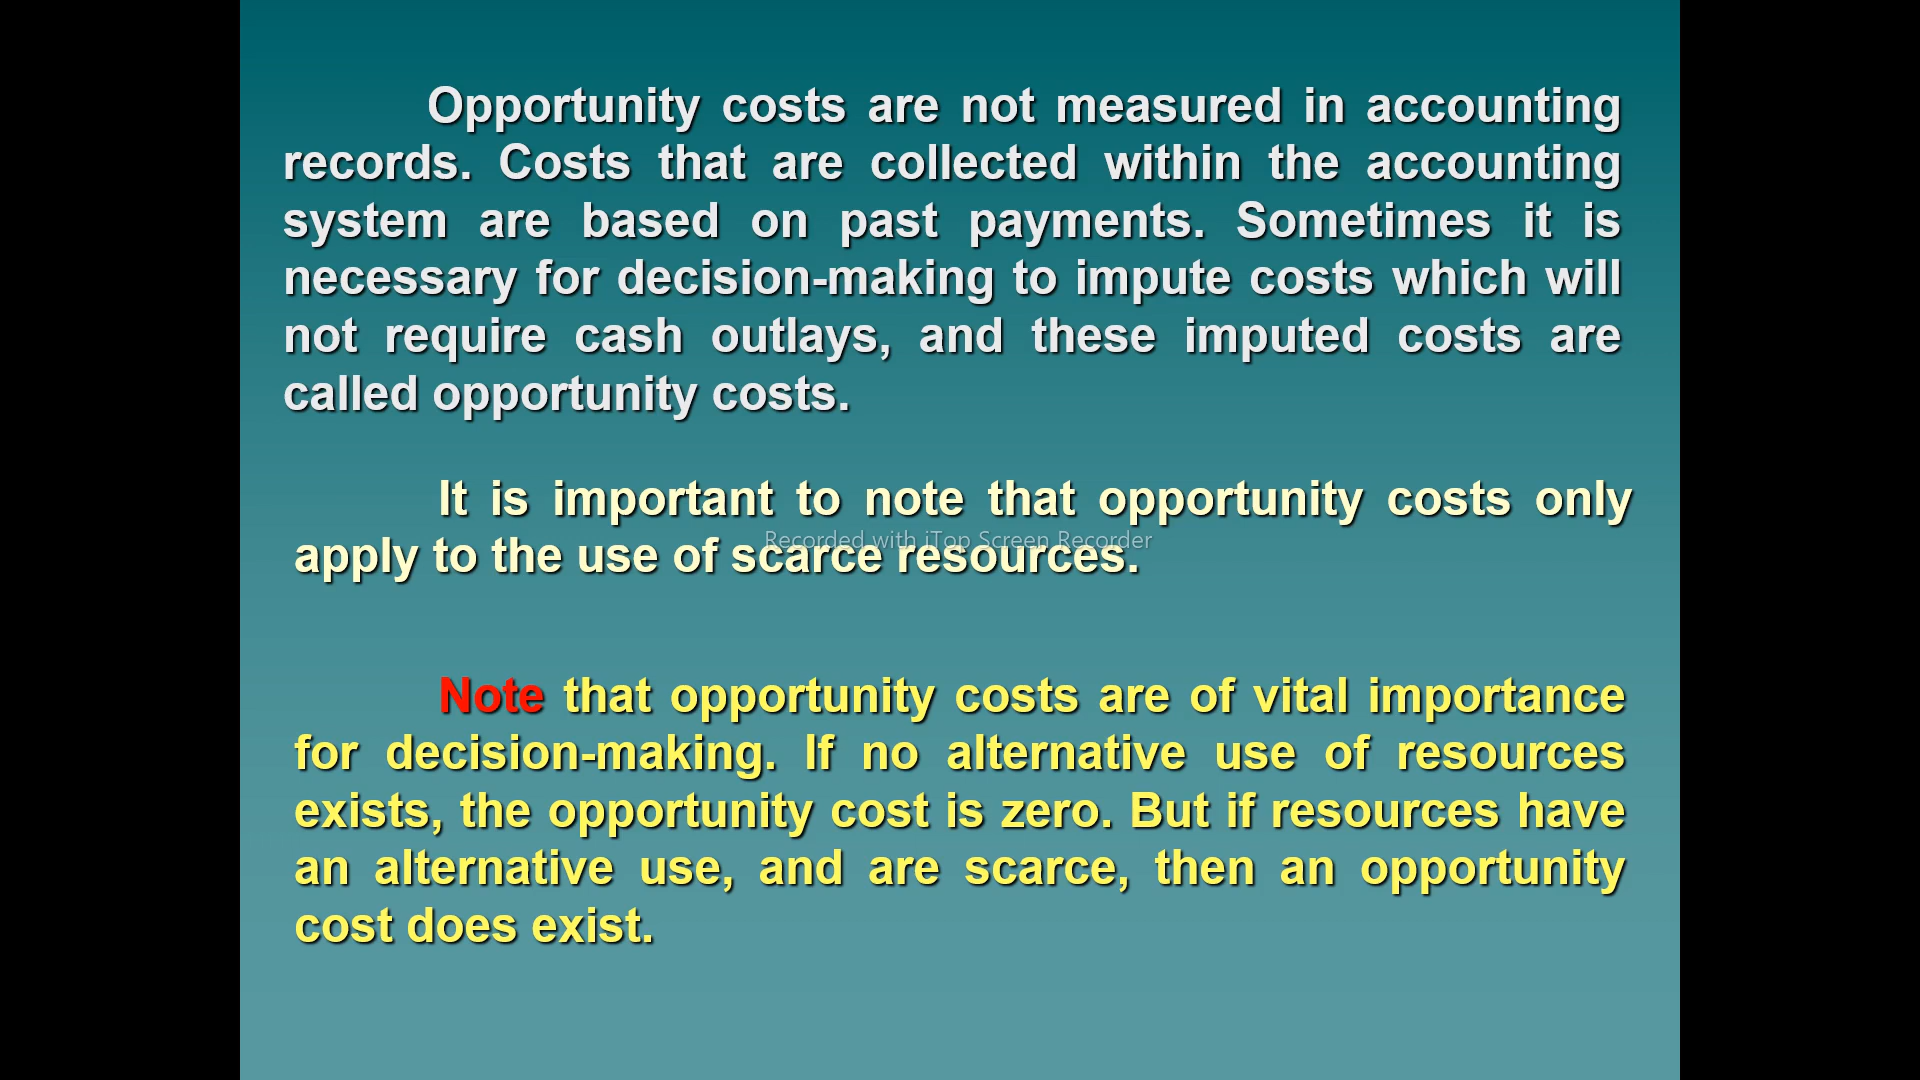 Opportunity costs are not measured in accounting
records. Costs that are collected within the accounting
system are based on past payments. Sometimes it is
necessary for decision-making to impute costs which will
not require cash outlays, and these imputed costs are
called opportunity costs.
It is important to note that opportunity costs only
Recorded with iTop Screen Recorder
apply to the use of scarce resources.
Note that opportunity costs are of vital importance
for decision-making. If no alternative use of resources
exists, the opportunity cost is zero. But if resources have
an alternative use, and are scarce, then an opportunity
cost does exist.